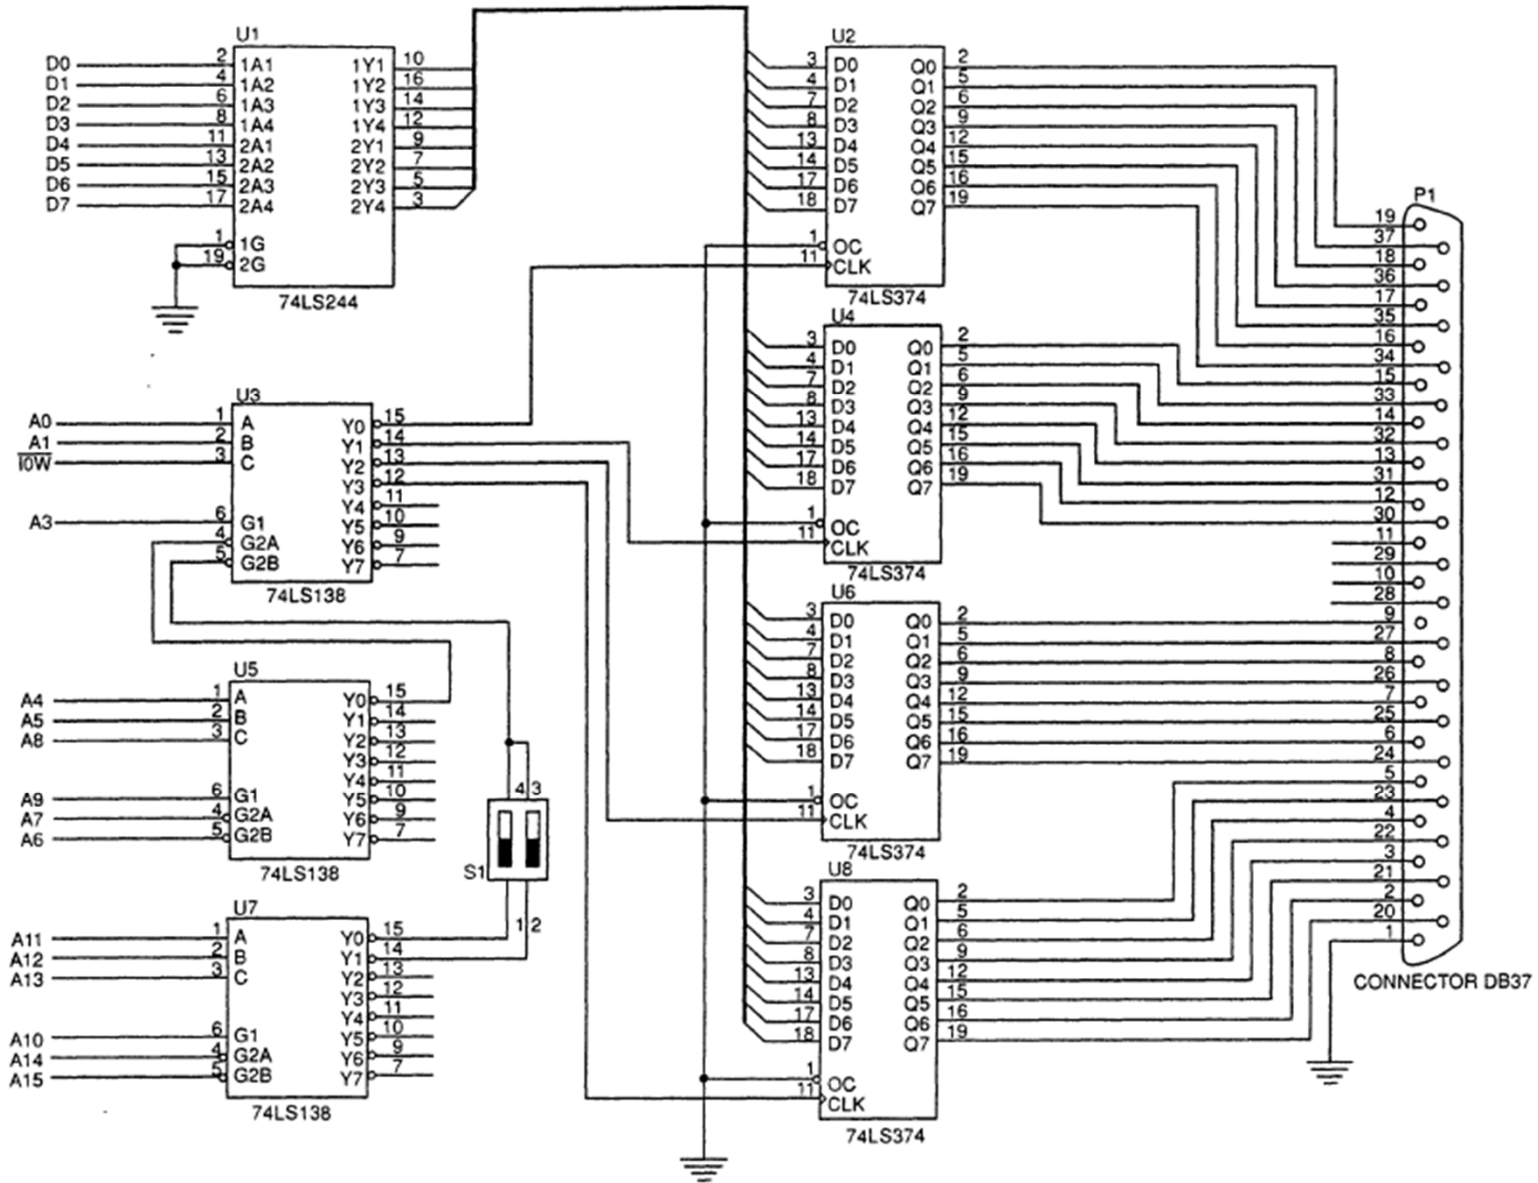 U1
D0 2 1A1 1Y1 10
D1 4 1A2 1Y2 16
D2 6 1A3 1Y3 14
D3 8 1A4 1Y4 12
D4 11 2A1 2Y1 9
D5 13 2A2 2Y2 7
D6 15 2A3 2Y3 5
D7 17 2A4 2Y4 3
1 1G
19 2G
74LS244
U2
3 D0 Q0 2
4 D1 Q1 5
7 D2 Q2 6
8 D3 Q3 9
13 D4 Q4 12
14 D5 Q5 15
17 D6 Q6 16
18 D7 Q7 19
1 OC
11 CLK
74LS374
U3
A0 1 A Y0 15
A1 2 B Y1 14
IOW 3 C Y2 13
Y3 12
Y4 11
A3 6 G1 Y5 10
4 G2A Y6 9
5 G2B Y7 7
74LS138
U4
3 D0 Q0 2
4 D1 Q1 5
7 D2 Q2 6
8 D3 Q3 9
13 D4 Q4 12
14 D5 Q5 15
17 D6 Q6 16
18 D7 Q7 19
1 OC
11 CLK
74LS374
U5
A4 1 A Y0 15
A5 2 B Y1 14
A8 3 C Y2 13
Y3 12
Y4 11
A9 6 G1 Y5 10
A7 4 G2A Y6 9
A6 5 G2B Y7 7
74LS138
4 3
S1
1 2
U6
3 D0 Q0 2
4 D1 Q1 5
7 D2 Q2 6
8 D3 Q3 9
13 D4 Q4 12
14 D5 Q5 15
17 D6 Q6 16
18 D7 Q7 19
1 OC
11 CLK
74LS374
U7
A11 1 A Y0 15
A12 2 B Y1 14
A13 3 C Y2 13
Y3 12
Y4 11
A10 6 G1 Y5 10
A14 4 G2A Y6 9
A15 5 G2B Y7 7
74LS138
U8
3 D0 Q0 2
4 D1 Q1 5
7 D2 Q2 6
8 D3 Q3 9
13 D4 Q4 12
14 D5 Q5 15
17 D6 Q6 16
18 D7 Q7 19
1 OC
11 CLK
74LS374
P1
19
37
18
36
17
35
16
34
15
33
14
32
13
31
12
30
11
29
10
28
9
27
8
26
7
25
6
24
5
23
4
22
3
21
2
20
1
CONNECTOR DB37